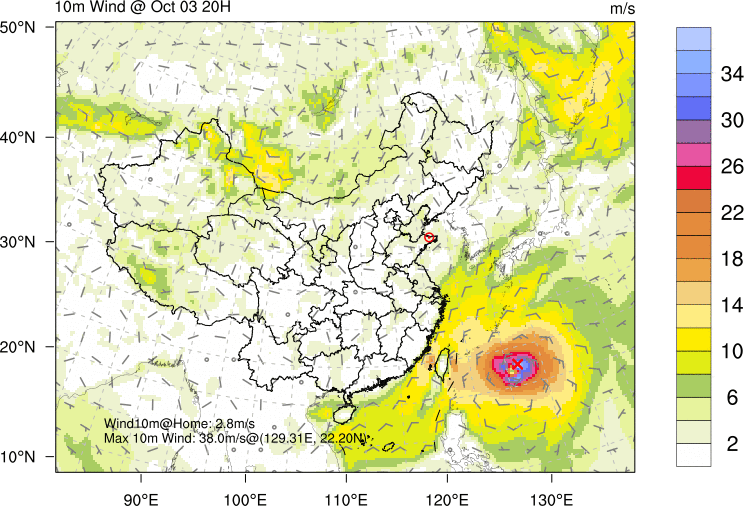 10m Wind @ Oct 03 20H
m/s
50°N
40°N
30°N
20°N
10°N
90°E
100°E
110°E
120°E
130°E
Wind10m@Home: 2.8m/s
Max 10m Wind: 38.0m/s@(129.31E, 22.20N)
34
30
26
22
18
14
10
6
2